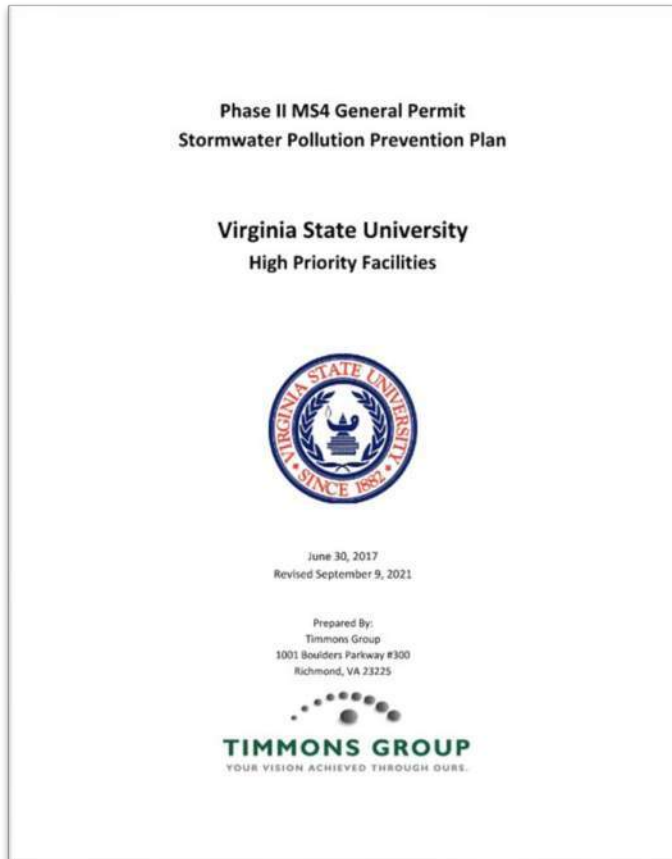 Phase II MS4 General Permit
Stormwater Pollution Prevention Plan
Virginia State University
High Priority Facilities
VIRGINIA STATE UNIVERSITY
SINCE 1882
June 30, 2017
Revised September 9, 2021
Prepared By:
Timmons Group
1001 Boulders Parkway #300
Richmond, VA 23225
TIMMONS GROUP
YOUR VISION ACHIEVED THROUGH OURS.